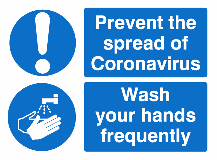 Prevent the
spread of
Coronavirus
Wash
your hands
frequently